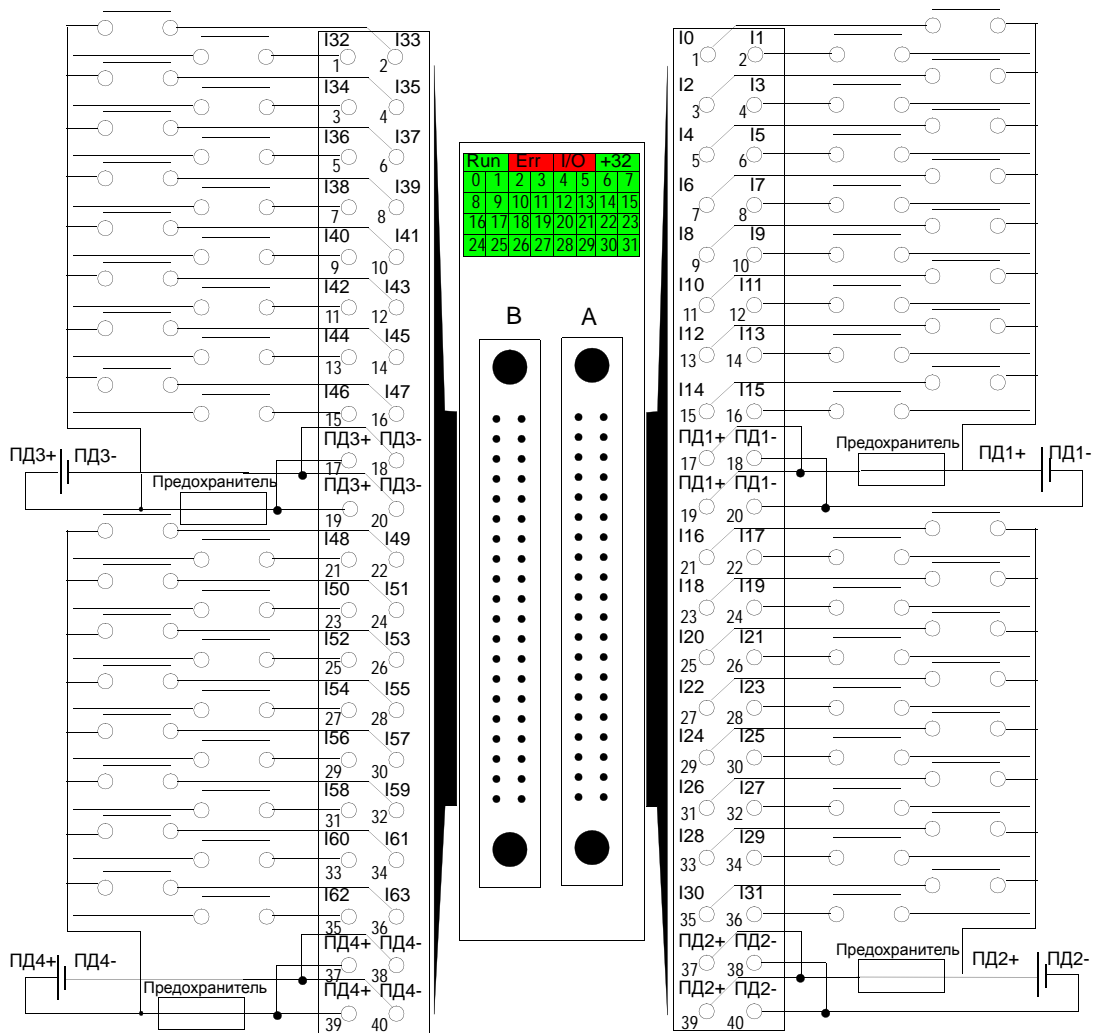 I32 I33
1 2
I34 I35
3 4
I36 I37
5 6
I38 I39
7 8
I40 I41
9 10
I42 I43
11 12
I44 I45
13 14
I46 I47
15 16
ПД3+ ПД3-
17 18
ПД3+ ПД3-
19 20
ПД3+ ПД3-
Предохранитель
I48 I49
21 22
I50 I51
23 24
I52 I53
25 26
I54 I55
27 28
I56 I57
29 30
I58 I59
31 32
I60 I61
33 34
I62 I63
35 36
ПД4+ ПД4-
37 38
ПД4+ ПД4-
39 40
ПД4+ ПД4-
Предохранитель
Run Err I/O +32
0 1 2 3 4 5 6 7
8 9 10 11 12 13 14 15
16 17 18 19 20 21 22 23
24 25 26 27 28 29 30 31
B A
I0 I1
1 2
I2 I3
3 4
I4 I5
5 6
I6 I7
7 8
I8 I9
9 10
I10 I11
11 12
I12 I13
13 14
I14 I15
15 16
ПД1+ ПД1-
17 18
ПД1+ ПД1-
19 20
Предохранитель
ПД1+ ПД1-
I16 I17
21 22
I18 I19
23 24
I20 I21
25 26
I22 I23
27 28
I24 I25
29 30
I26 I27
31 32
I28 I29
33 34
I30 I31
35 36
ПД2+ ПД2-
37 38
ПД2+ ПД2-
39 40
Предохранитель
ПД2+ ПД2-